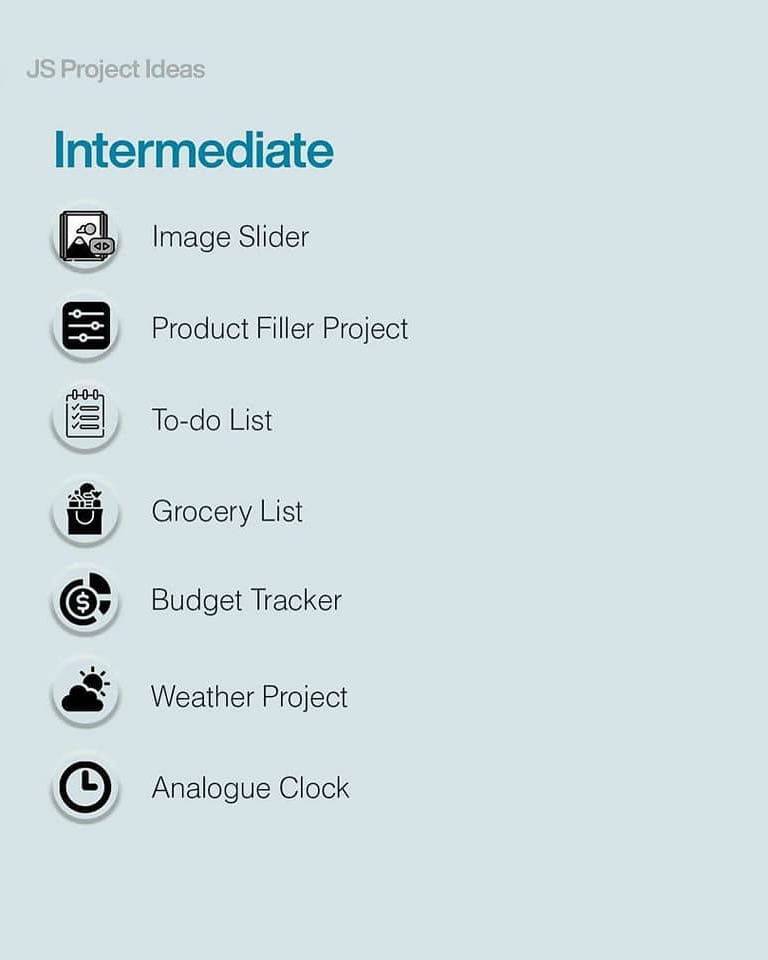 JS Project Ideas
Intermediate
Image Slider
Product Filler Project
To-do List
Grocery List
Budget Tracker
Weather Project
Analogue Clock